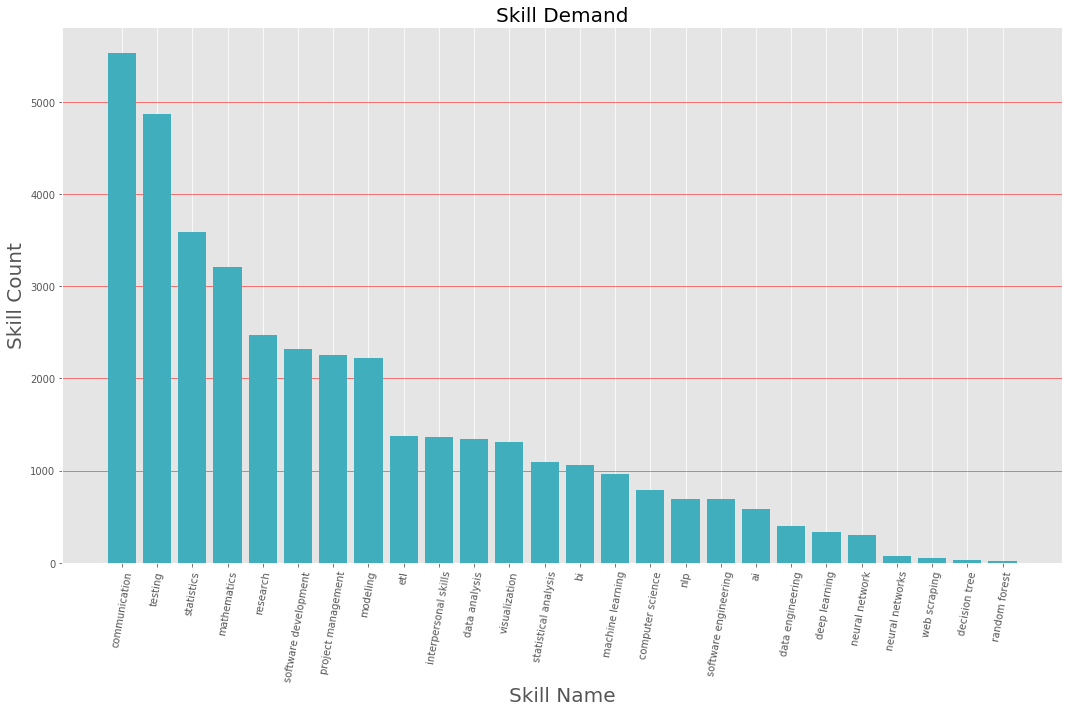 Skill Demand
Skill Count
5000
4000
3000
2000
1000
0
communication
testing
statistics
mathematics
research
software development
project management
modeling
etl
interpersonal skills
data analysis
visualization
statistical analysis
bi
machine learning
computer science
nlp
software engineering
ai
data engineering
deep learning
neural network
neural networks
web scraping
decision tree
random forest
Skill Name